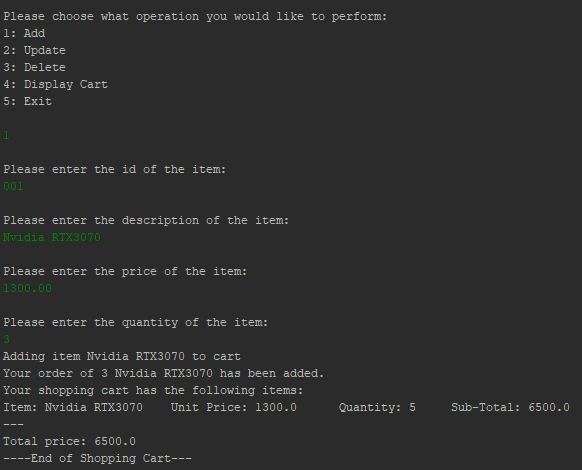 Please choose what operation you would like to perform:
1: Add
2: Update
3: Delete
4: Display Cart
5: Exit
1
Please enter the id of the item:
001
Please enter the description of the item:
Nvidia RTX3070
Please enter the price of the item:
1300.00
Please enter the quantity of the item:
3
Adding item Nvidia RTX3070 to cart
Your order of 3 Nvidia RTX3070 has been added.
Your shopping cart has the following items:
Item: Nvidia RTX3070    Unit Price: 1300.0      Quantity: 5     Sub-Total: 6500.0
---
Total price: 6500.0
----End of Shopping Cart---